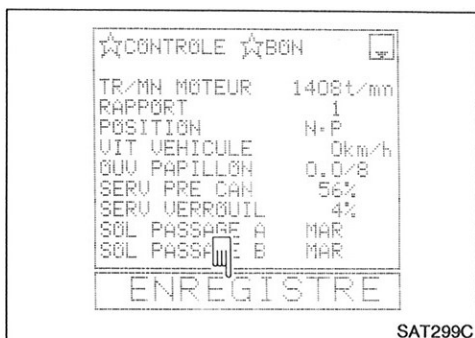 ☆CONTROLE ☆BON
TR/MN MOTEUR 1408t/mn
RAPPORT 1
POSITION N·P
VIT VEHICULE 0km/h
OUV PAPILLON 0.0/8
SERV PRE CAN 56%
SERV VERROUIL 4%
SOL PASSAGE A MAR
SOL PASSAGE B MAR
ENREGISTRE
SAT299C